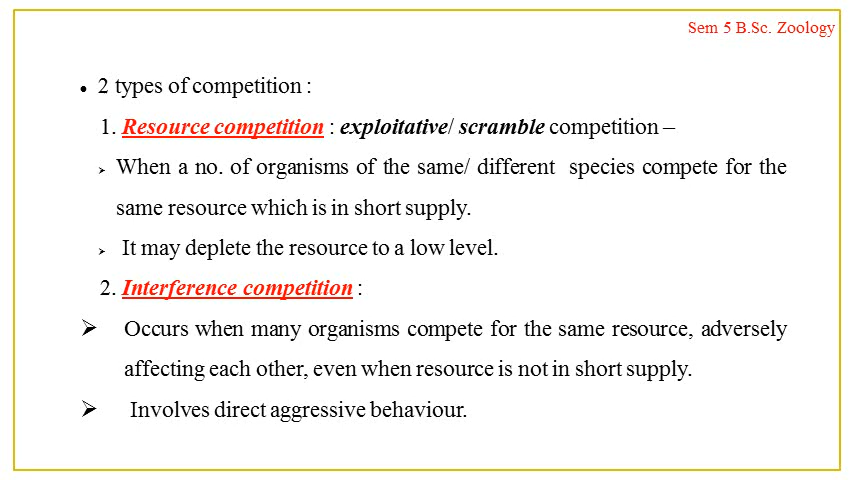 Sem 5 B.Sc. Zoology
• 2 types of competition :
1. Resource competition : exploitative/ scramble competition –
➢ When a no. of organisms of the same/ different species compete for the
same resource which is in short supply.
➢ It may deplete the resource to a low level.
2. Interference competition :
➢ Occurs when many organisms compete for the same resource, adversely
affecting each other, even when resource is not in short supply.
➢ Involves direct aggressive behaviour.